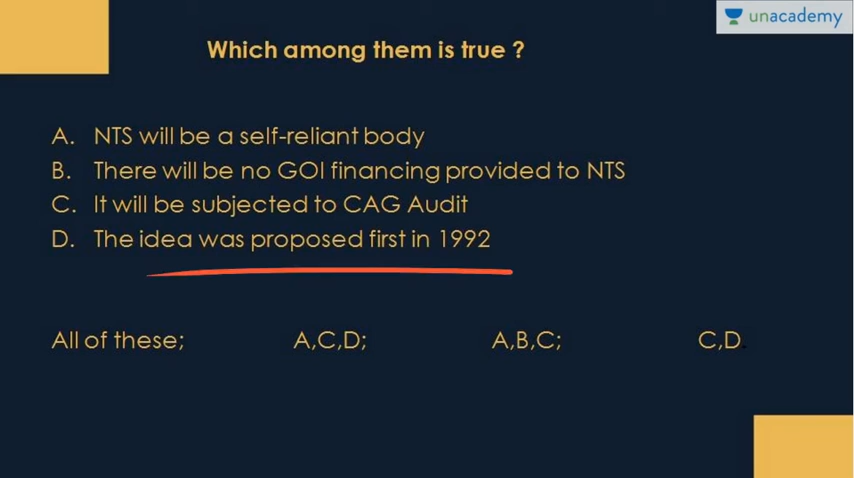 unacademy
Which among them is true ?
A. NTS will be a self-reliant body
B. There will be no GOI financing provided to NTS
C. It will be subjected to CAG Audit
D. The idea was proposed first in 1992
All of these; A,C,D; A,B,C; C,D.